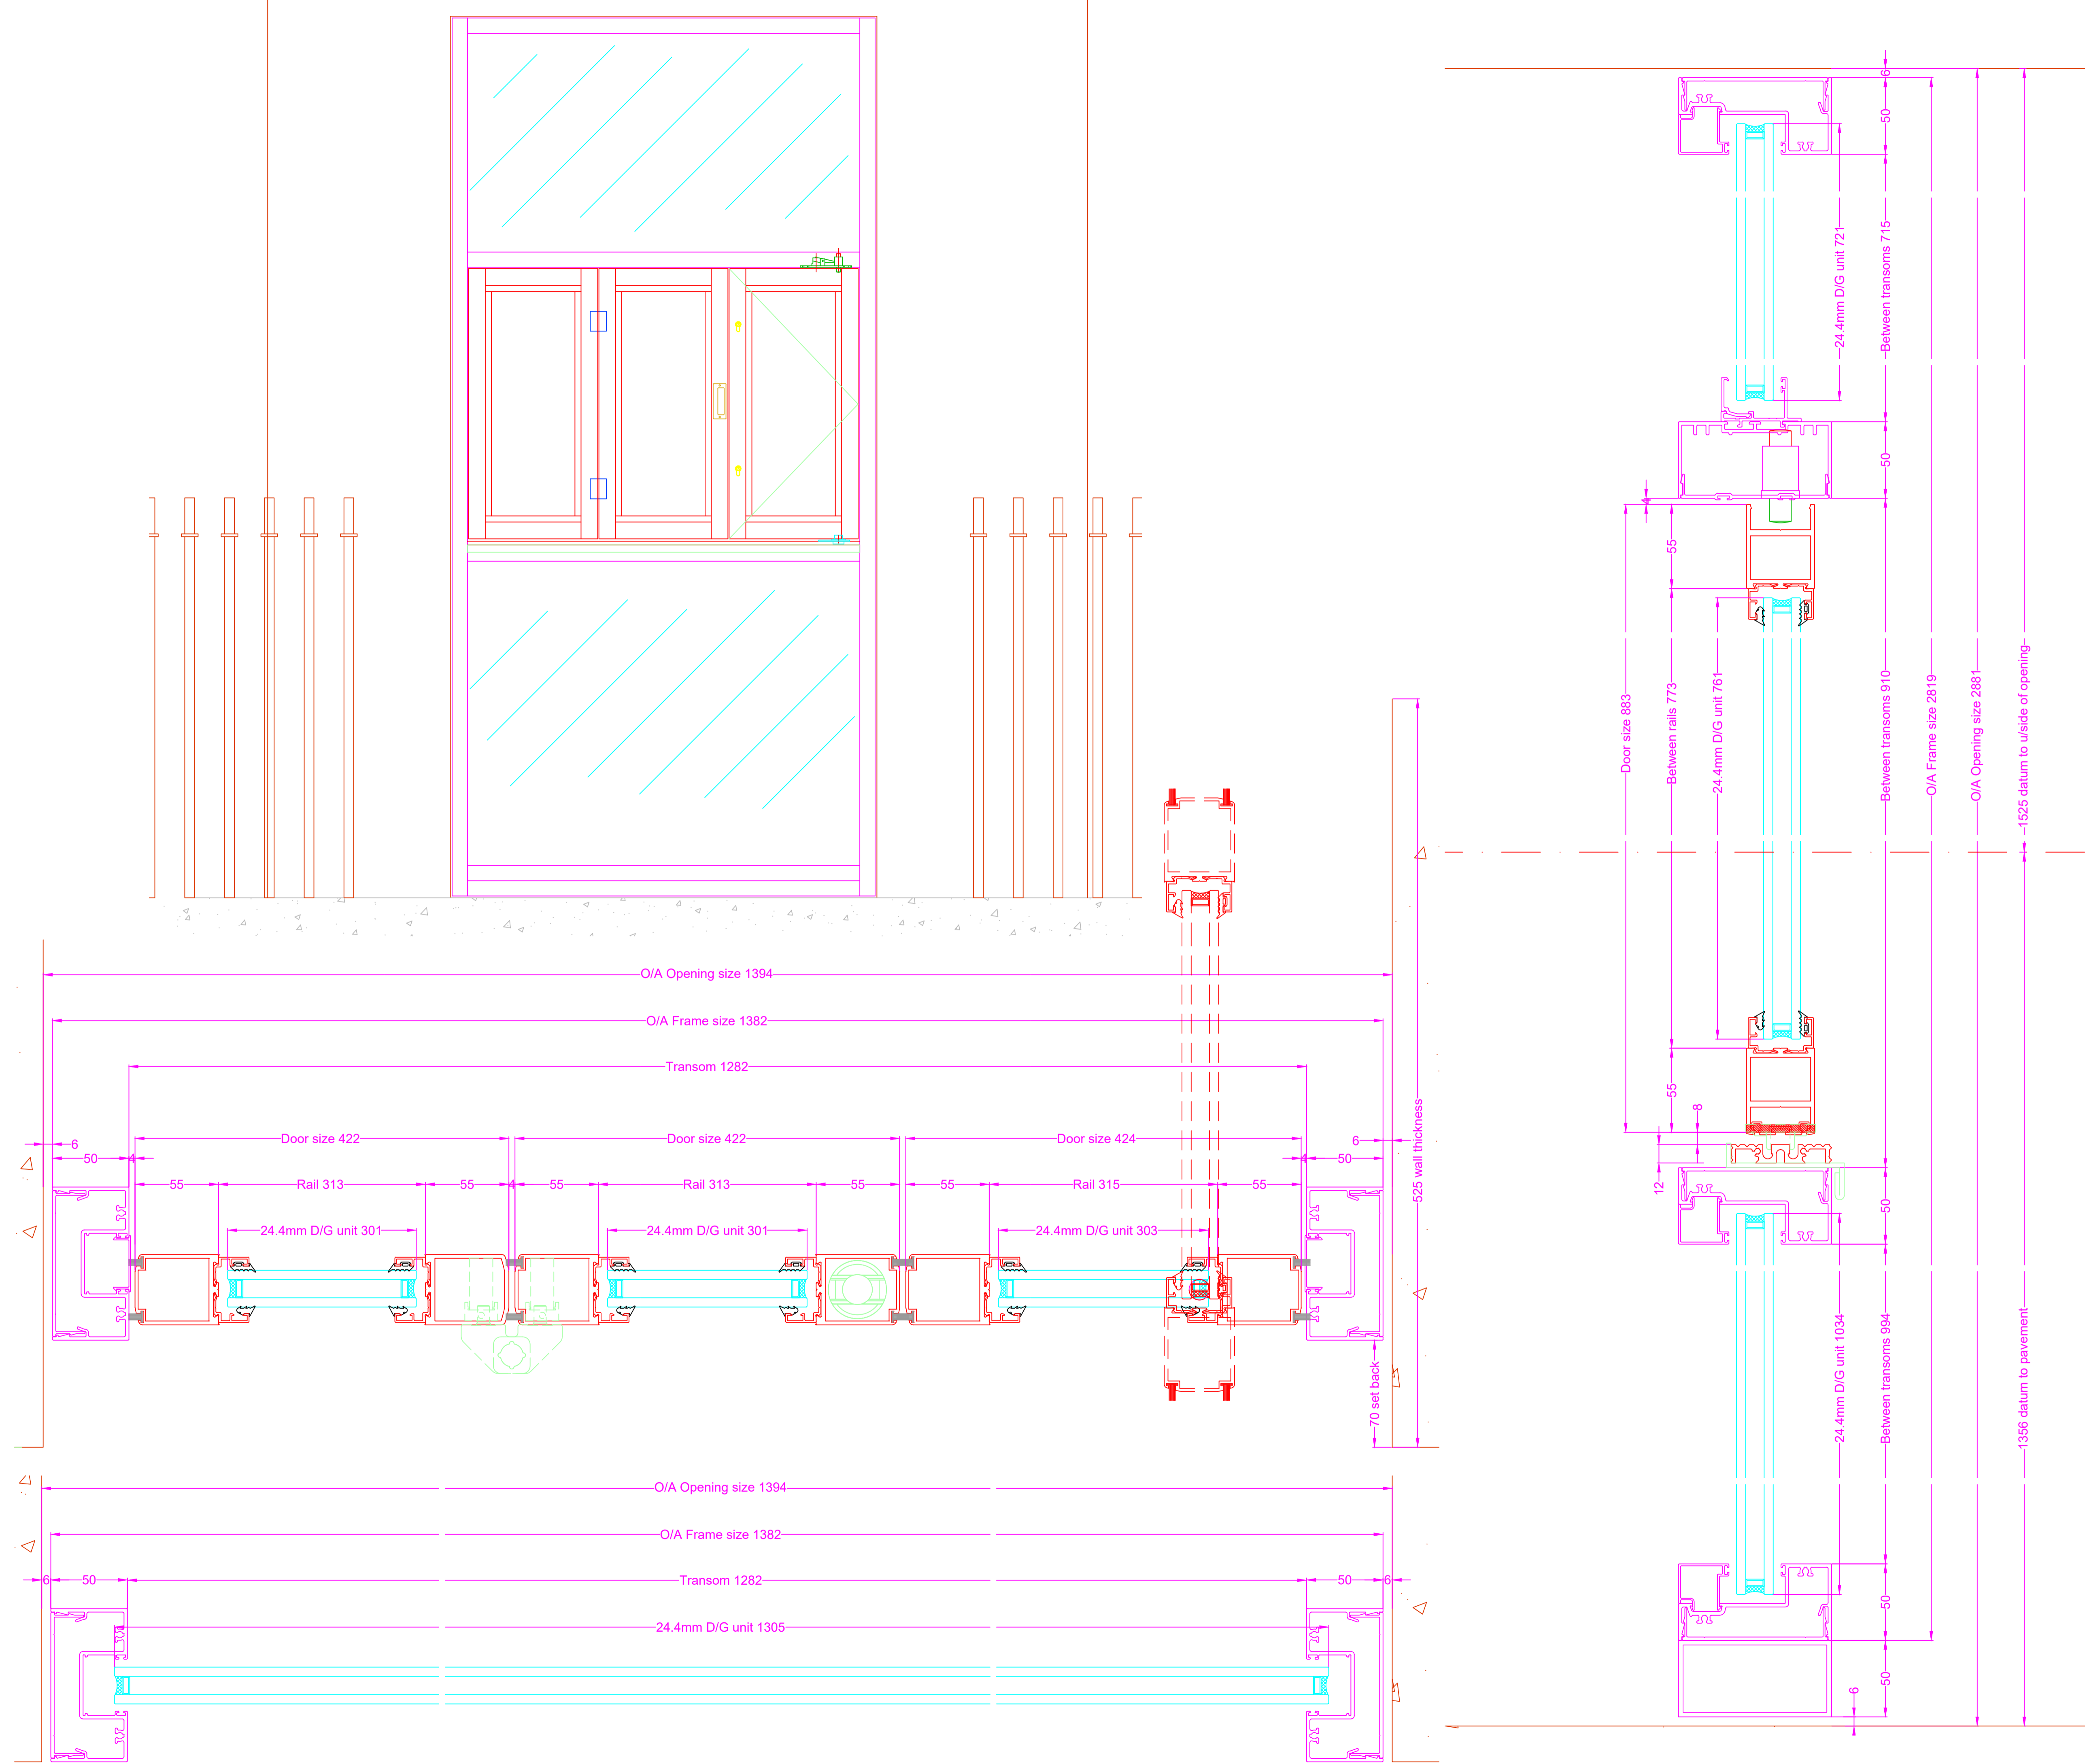 O/A Opening size 1394
O/A Frame size 1382
Transom 1282
6
Door size 422
Door size 422
Door size 424
6
50
4
4
50
55
Rail 313
55
4
55
Rail 313
55
55
Rail 315
55
24.4mm D/G unit 301
24.4mm D/G unit 301
24.4mm D/G unit 303
525 wall thickness
70 set back
O/A Opening size 1394
O/A Frame size 1382
6
50
Transom 1282
50
6
24.4mm D/G unit 1305
6
50
24.4mm D/G unit 721
Between transoms 715
50
4
55
Door size 883
Between rails 773
24.4mm D/G unit 761
Between transoms 910
O/A Frame size 2819
O/A Opening size 2881
1525 datum to u/side of opening
55
8
12
50
24.4mm D/G unit 1034
Between transoms 994
1356 datum to pavement
50
50
6